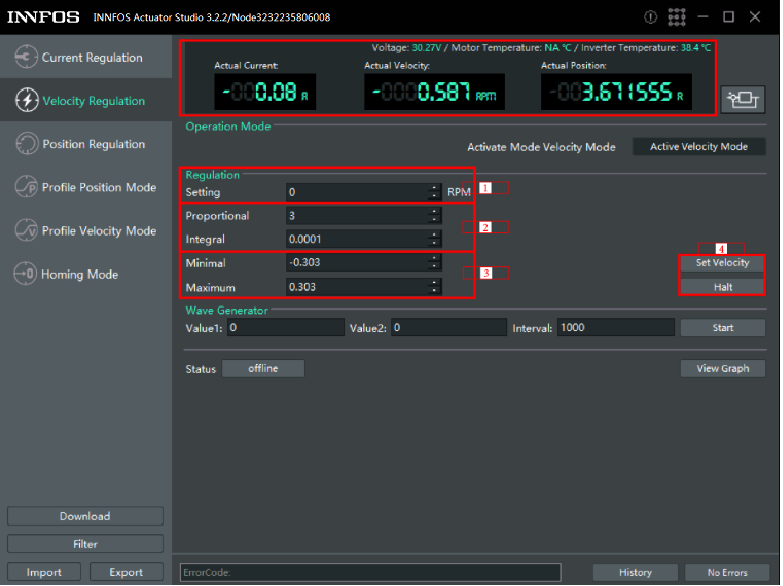 INNFOS INNFOS Actuator Studio 3.2.2/Node3232235806008
Current Regulation
Velocity Regulation
Position Regulation
Profile Position Mode
Profile Velocity Mode
Homing Mode
Download
Filter
Import Export
Voltage: 30.27V / Motor Temperature: NA. ℃ / Inverter Temperature: 38.4 ℃
Actual Current: Actual Velocity: Actual Position:
-0.08 A -0.587 RPM -3.671555 R
Operation Mode
Activate Mode Velocity Mode Active Velocity Mode
Regulation
Setting 0 RPM 1
Proportional 3
2
Integral 0.0001
Minimal -0.303
3
Maximum 0.303
4
Set Velocity
Halt
Wave Generator
Value1: 0 Value2: 0 Interval: 1000 Start
Status offline View Graph
ErrorCode: History No Errors